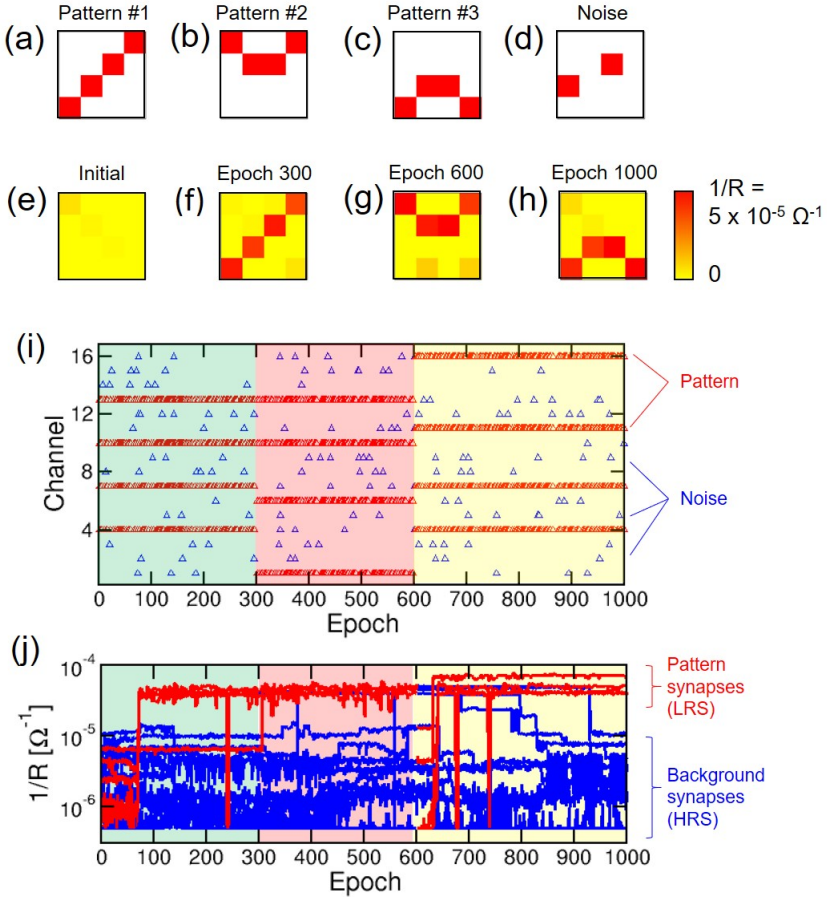 Pattern #1
Pattern #2
Pattern #3
Noise
(a)
(b)
(c)
(d)
Initial
Epoch 300
Epoch 600
Epoch 1000
(e)
(f)
(g)
(h)
1/R =
5 x 10⁻⁵ Ω⁻¹
0
(i)
16
12
8
4
Channel
0 100 200 300 400 500 600 700 800 900 1000
Epoch
Pattern
Noise
(j)
10⁻⁴
10⁻⁵
10⁻⁶
1/R [Ω⁻¹]
0 100 200 300 400 500 600 700 800 900 1000
Epoch
Pattern
synapses
(LRS)
Background
synapses
(HRS)